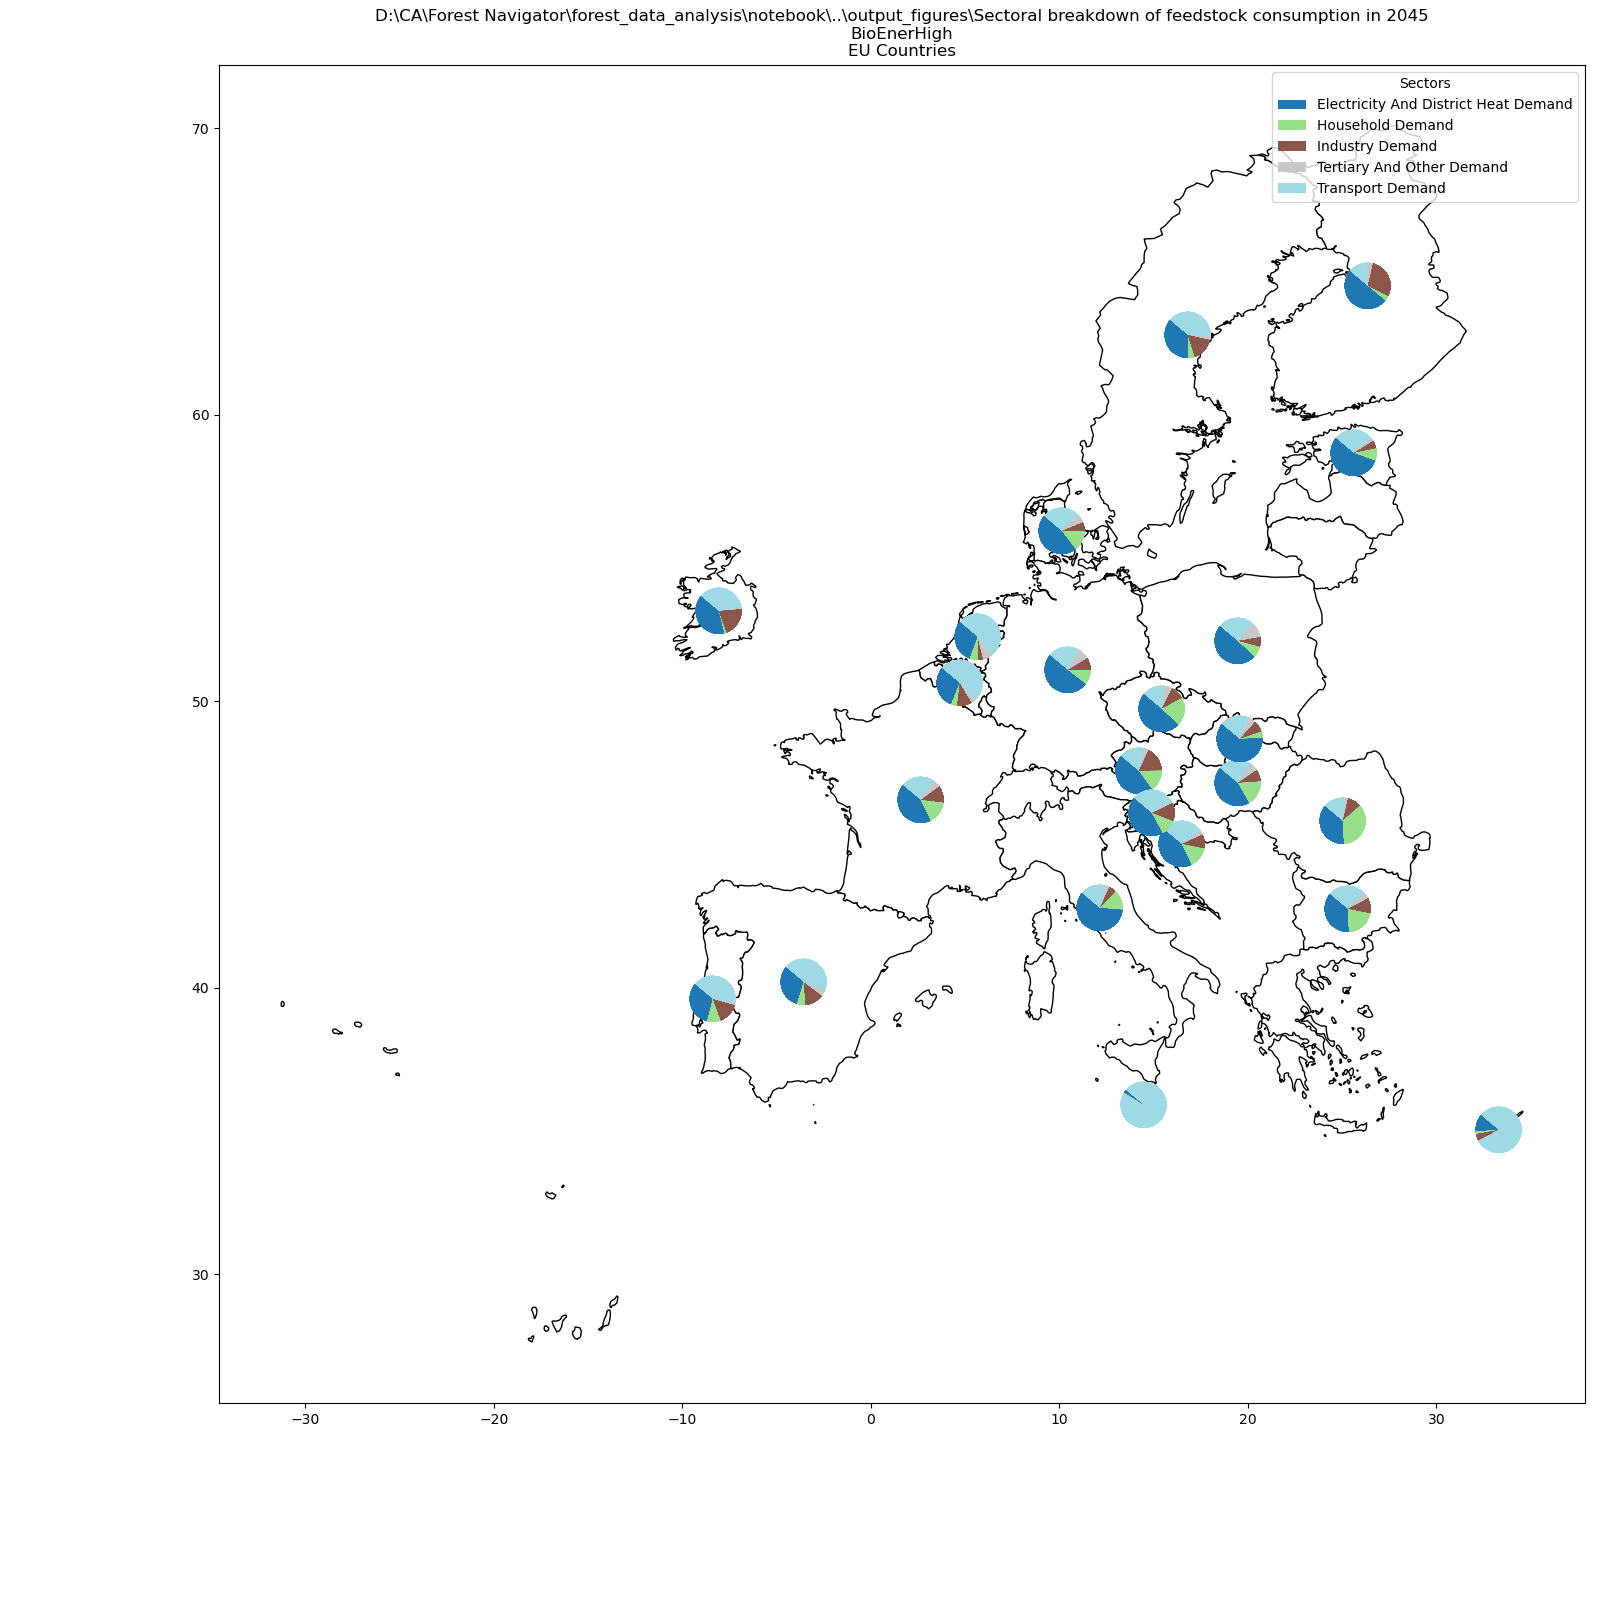 D:\CA\Forest Navigator\forest_data_analysis\notebook\..\output_figures\Sectoral breakdown of feedstock consumption in 2045
BioEnerHigh
EU Countries
Sectors
Electricity And District Heat Demand
Household Demand
Industry Demand
Tertiary And Other Demand
Transport Demand
70
60
50
40
30
−30
−20
−10
0
10
20
30